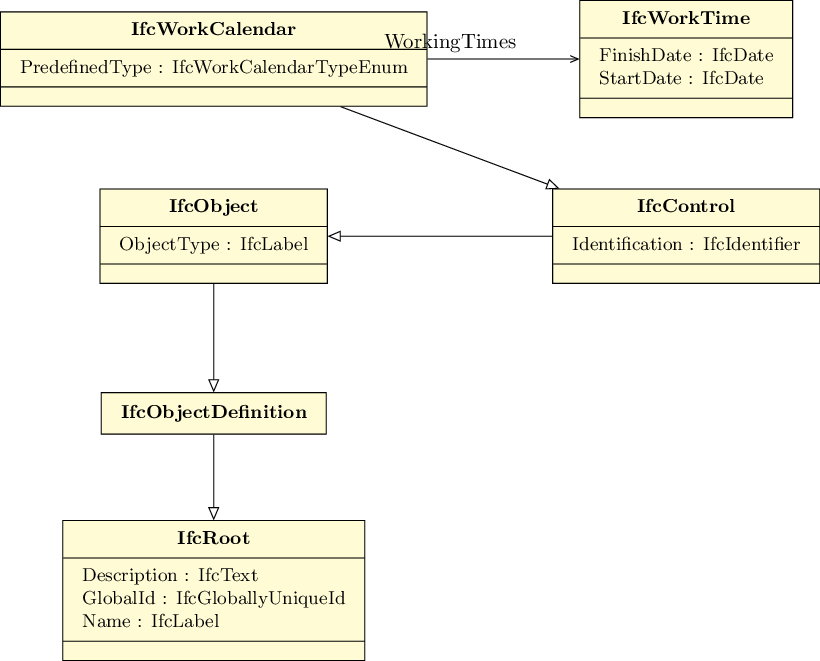 IfcWorkCalendar
PredefinedType : IfcWorkCalendarTypeEnum
WorkingTimes
IfcWorkTime
FinishDate : IfcDate
StartDate : IfcDate
IfcObject
ObjectType : IfcLabel
IfcControl
Identification : IfcIdentifier
IfcObjectDefinition
IfcRoot
Description : IfcText
GlobalId : IfcGloballyUniqueId
Name : IfcLabel